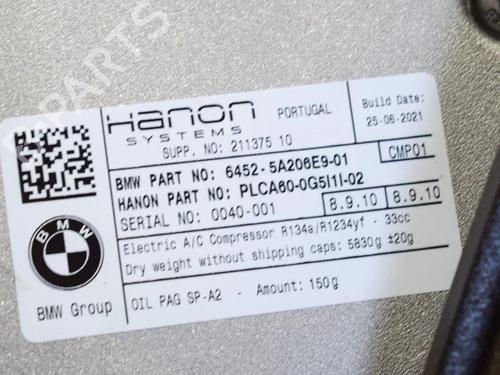 B-PARTS
Hanon
SYSTEMS
PORTUGAL
Build Date:
25-06-2021
SUPP. NO: 211375 10
BMW PART NO: 6452-5A206E9-01
CMP01
HANON PART NO: PLCA60-0G5I1I-02
SERIAL NO: 0040-001
8.9.10
8.9.10
Electric A/C Compressor R134a/R1234yf - 33cc
Dry weight without shipping caps: 5830g ±20g
OIL PAG SP-A2 - Amount: 150g
BMW
BMW Group